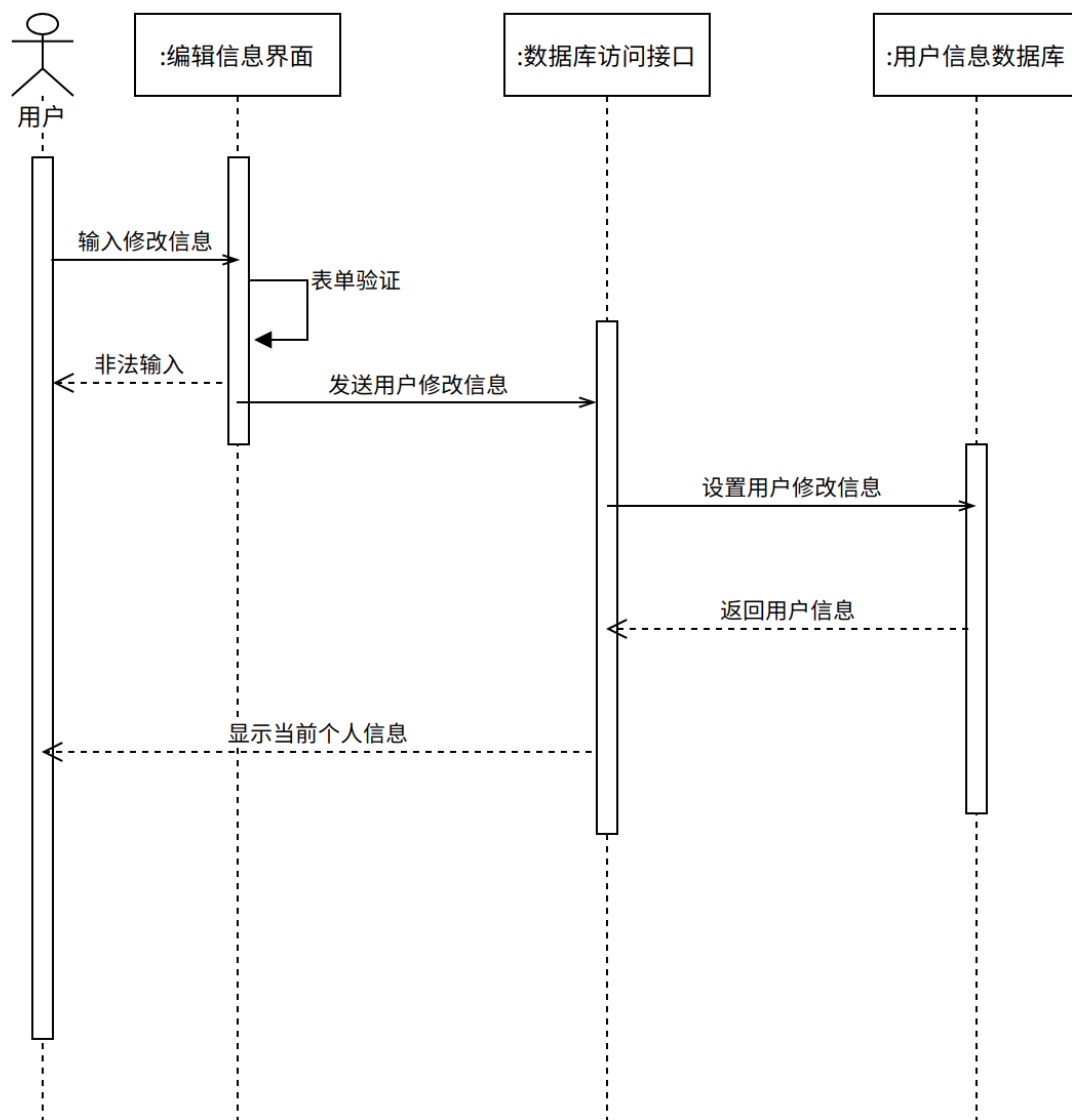 :编辑信息界面
:数据库访问接口
:用户信息数据库
用户
输入修改信息
表单验证
非法输入
发送用户修改信息
设置用户修改信息
返回用户信息
显示当前个人信息